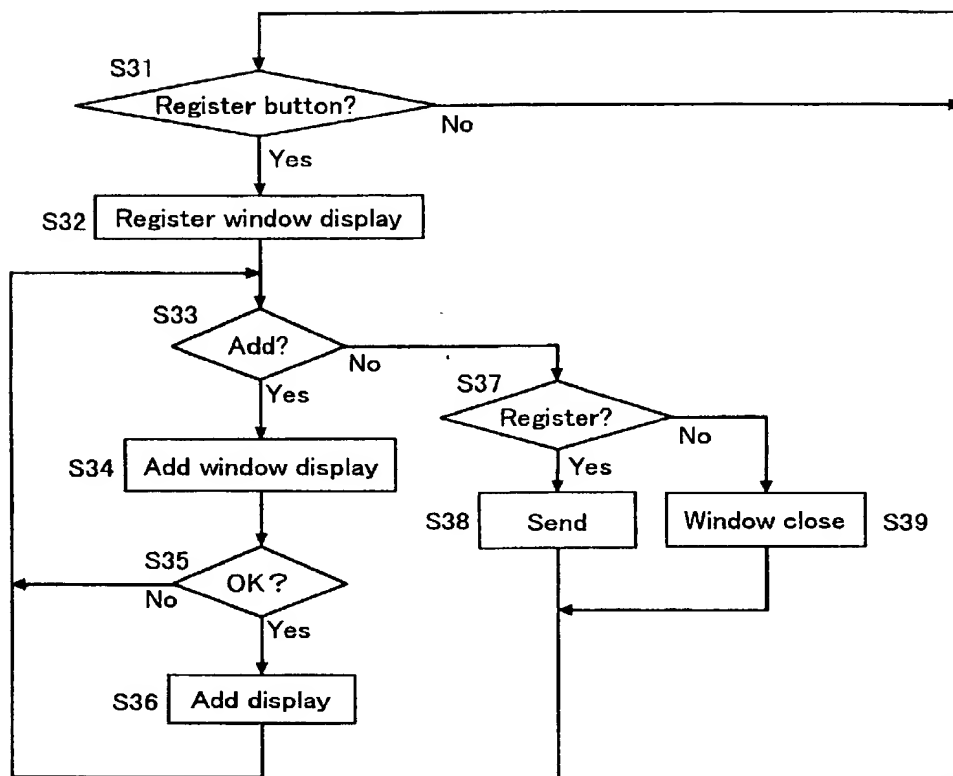 S31
Register button?
No
Yes
S32
Register window display
S33
Add?
No
Yes
S37
Register?
No
Yes
S34
Add window display
S38
Send
Window close
S39
S35
OK?
No
Yes
S36
Add display